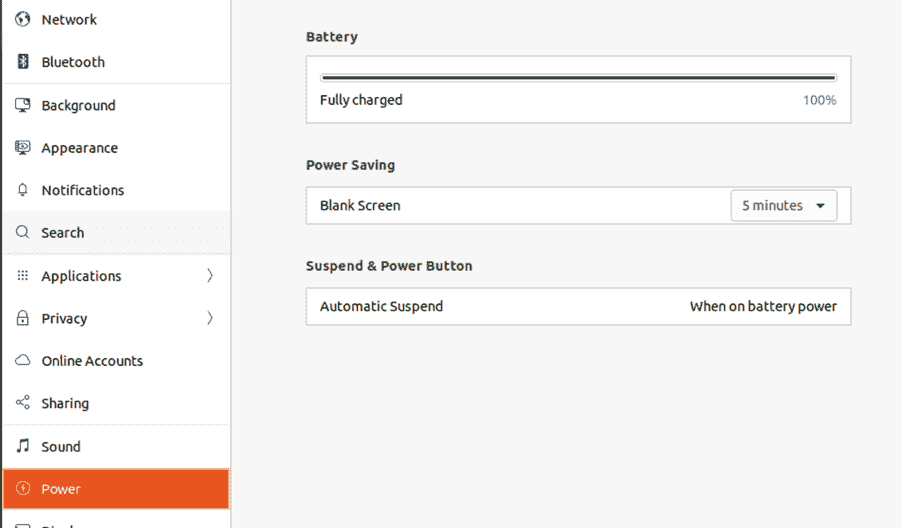 Network
Bluetooth
Background
Appearance
Notifications
Search
Applications
Privacy
Online Accounts
Sharing
Sound
Power
Battery
Fully charged 100%
Power Saving
Blank Screen 5 minutes
Suspend & Power Button
Automatic Suspend When on battery power